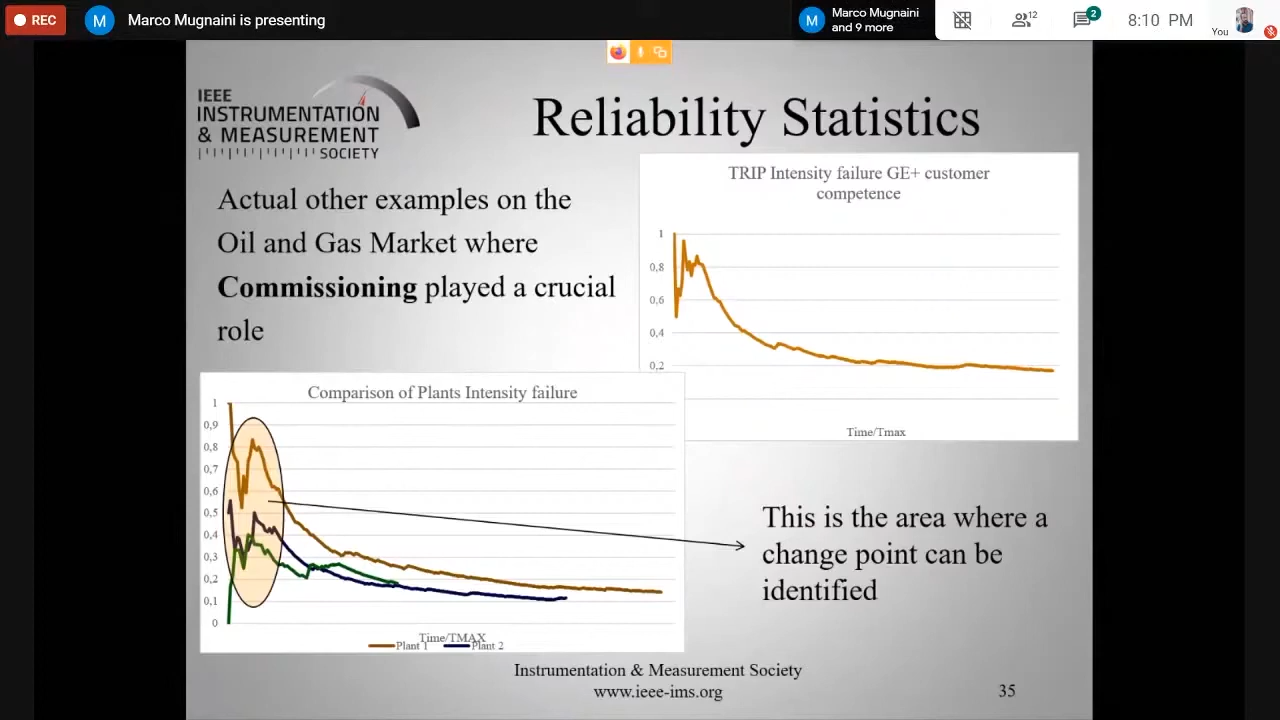 REC
M
Marco Mugnaini is presenting
M
Marco Mugnaini
and 9 more
12
2
8:10 PM
You
IEEE
INSTRUMENTATION
& MEASUREMENT
SOCIETY
Reliability Statistics
Actual other examples on the
Oil and Gas Market where
Commissioning played a crucial
role
TRIP Intensity failure GE+ customer
competence
1
0,8
0,6
0,4
0,2
Time/Tmax
Comparison of Plants Intensity failure
1
0,9
0,8
0,7
0,6
0,5
0,4
0,3
0,2
0,1
0
Time/TMAX
Plant 1
Plant 2
This is the area where a
change point can be
identified
Instrumentation & Measurement Society
www.ieee-ims.org
35